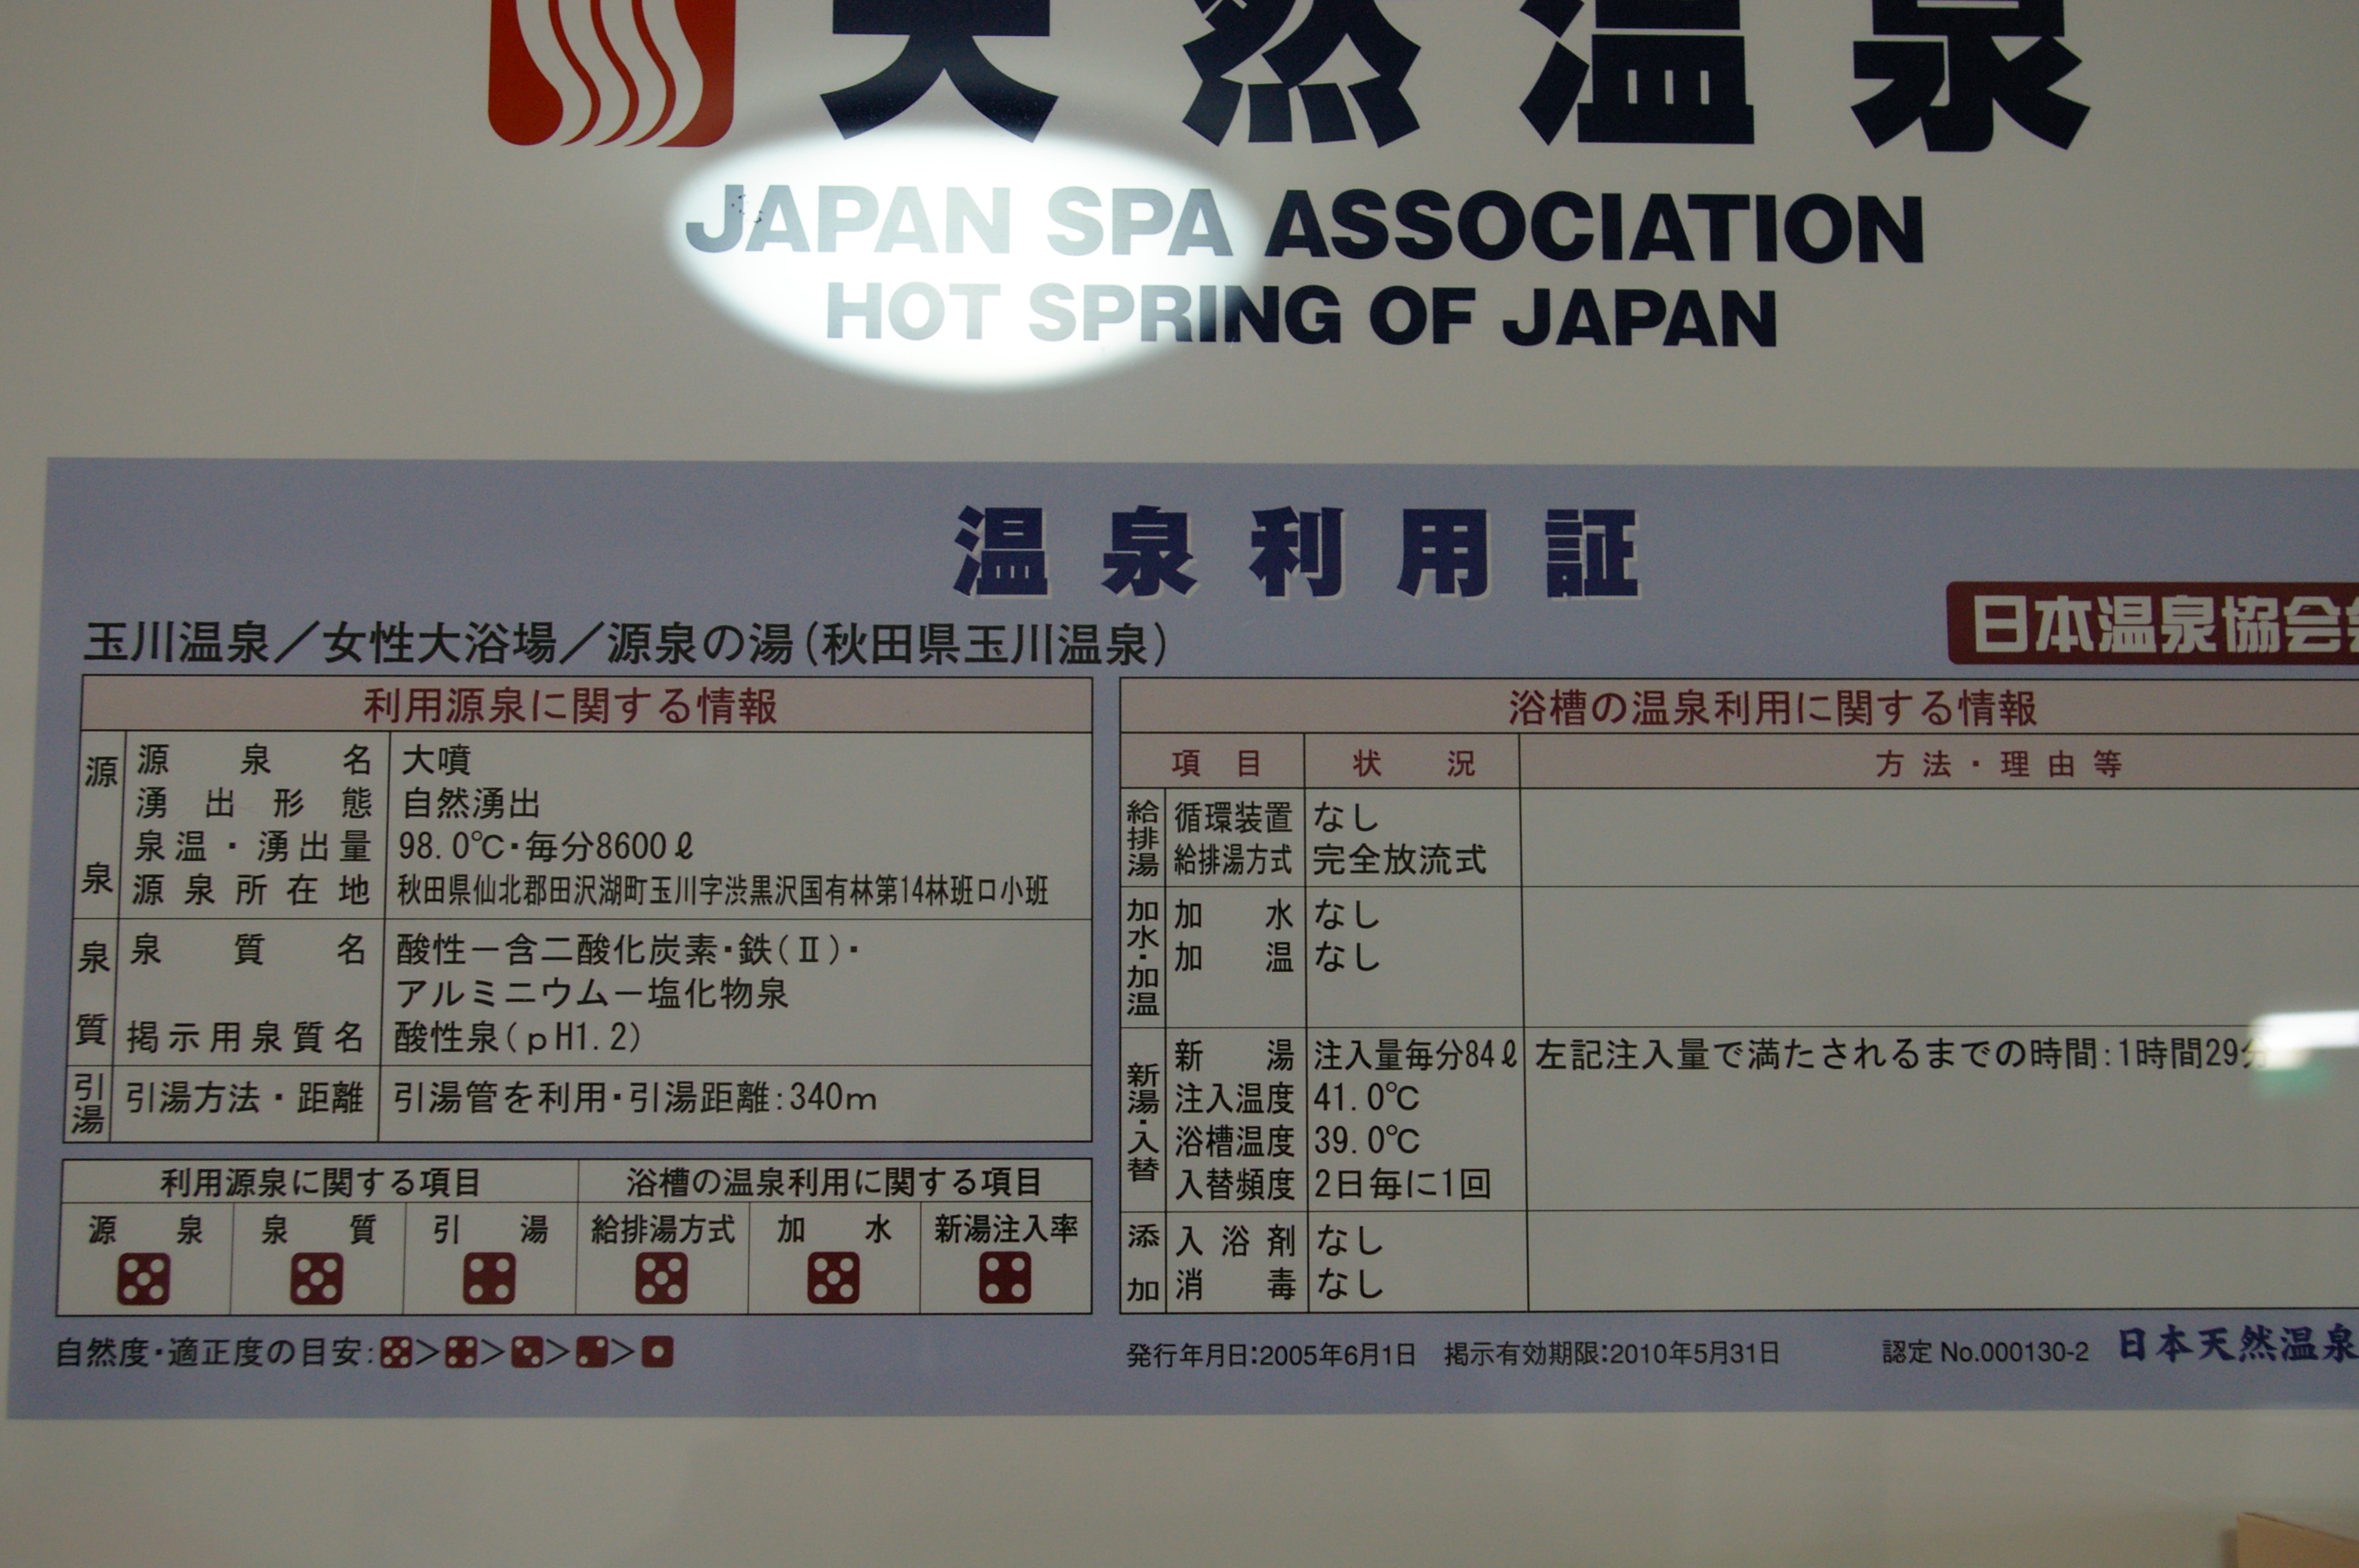 天然温泉
JAPAN SPA ASSOCIATION
HOT SPRING OF JAPAN
温泉利用証
玉川温泉／女性大浴場／源泉の湯(秋田県玉川温泉)
日本温泉協会
利用源泉に関する情報
源泉
源泉名 大噴
湧出形態 自然湧出
泉温・湧出量 98.0℃・毎分8600ℓ
源泉所在地 秋田県仙北郡田沢湖町玉川字渋黒沢国有林第14林班ロ小班
泉質
泉質名 酸性－含二酸化炭素・鉄(Ⅱ)・
アルミニウム－塩化物泉
掲示用泉質名 酸性泉(pH1.2)
引湯
引湯方法・距離 引湯管を利用・引湯距離:340m
利用源泉に関する項目 浴槽の温泉利用に関する項目
源泉 泉質 引湯 給排湯方式 加水 新湯注入率
自然度・適正度の目安: > > > >
浴槽の温泉利用に関する情報
項目 状況 方法・理由等
給排湯
循環装置 なし
給排湯方式 完全放流式
加水・加温
加水 なし
加温 なし
新湯・入替
新湯 注入量毎分84ℓ 左記注入量で満たされるまでの時間:1時間29分
注入温度 41.0℃
浴槽温度 39.0℃
入替頻度 2日毎に1回
添加
入浴剤 なし
消毒 なし
発行年月日:2005年6月1日 掲示有効期限:2010年5月31日 認定 No.000130-2 日本天然温泉